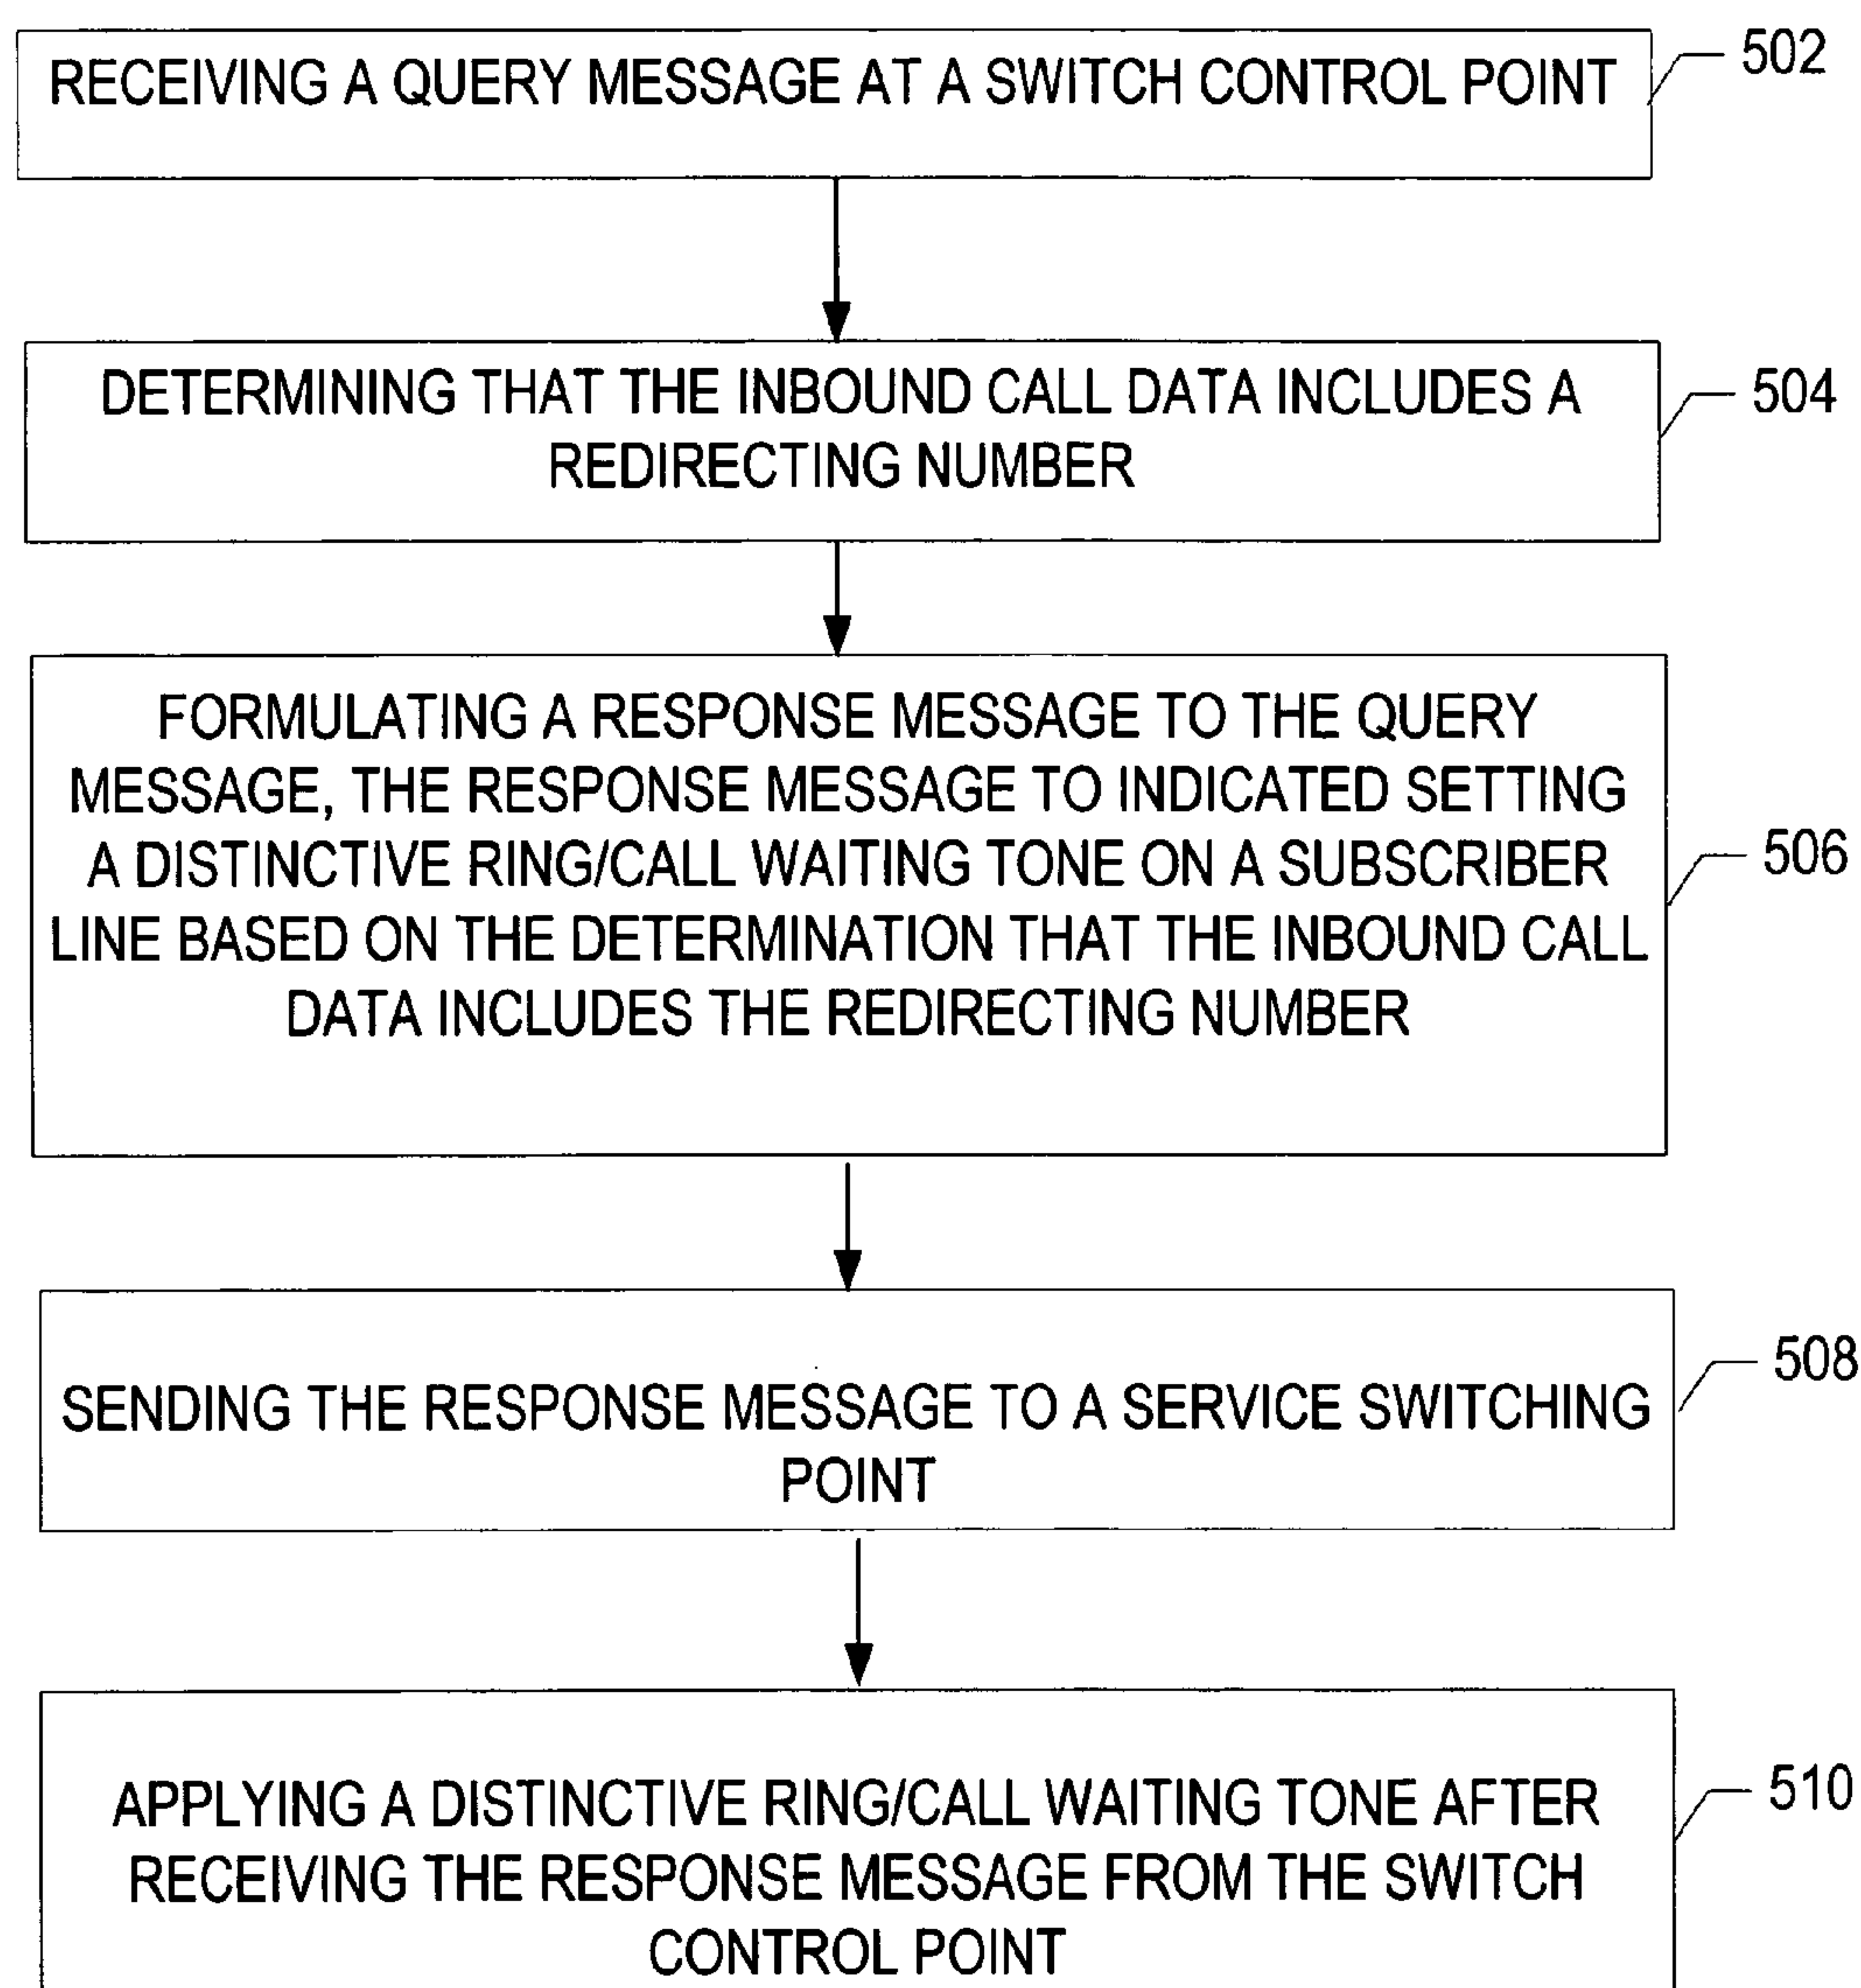 RECEIVING A QUERY MESSAGE AT A SWITCH CONTROL POINT
502
DETERMINING THAT THE INBOUND CALL DATA INCLUDES A
REDIRECTING NUMBER
504
FORMULATING A RESPONSE MESSAGE TO THE QUERY
MESSAGE, THE RESPONSE MESSAGE TO INDICATED SETTING
A DISTINCTIVE RING/CALL WAITING TONE ON A SUBSCRIBER
LINE BASED ON THE DETERMINATION THAT THE INBOUND CALL
DATA INCLUDES THE REDIRECTING NUMBER
506
SENDING THE RESPONSE MESSAGE TO A SERVICE SWITCHING
POINT
508
APPLYING A DISTINCTIVE RING/CALL WAITING TONE AFTER
RECEIVING THE RESPONSE MESSAGE FROM THE SWITCH
CONTROL POINT
510